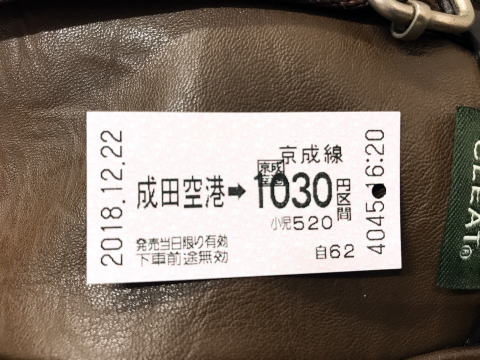 2018.12.22
京成線
成田空港➡1030円区間
小児520
発売当日限り有効
下車前途無効
自62
4045 16:20
CLEAT®